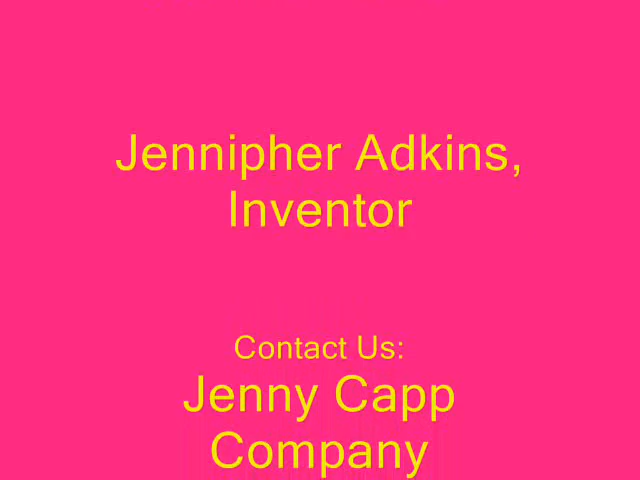 Jennipher Adkins,
Inventor
Contact Us:
Jenny Capp
Company